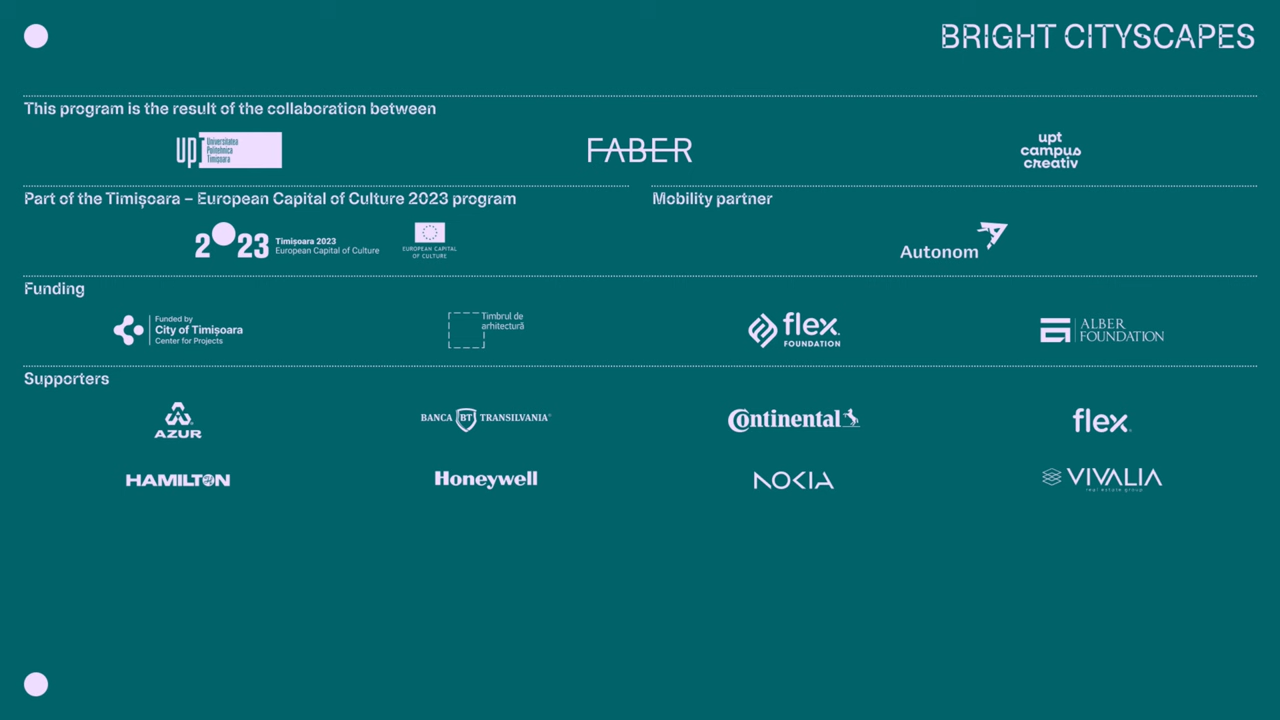 BRIGHT CITYSCAPES
This program is the result of the collaboration between
upt Universitatea
Politehnica
Timișoara
FABER
upt
campus
creativ
Part of the Timișoara – European Capital of Culture 2023 program
Mobility partner
2023
Timișoara 2023
European Capital of Culture
EUROPEAN CAPITAL
OF CULTURE
Autonom
Funding
Funded by
City of Timișoara
Center for Projects
Timbrul de
arhitectură
flex.
FOUNDATION
ALBER
FOUNDATION
Supporters
AZUR
BANCA BT TRANSILVANIA®
Continental
flex.
HAMILTON
Honeywell
NOKIA
VIVALIA
real estate group